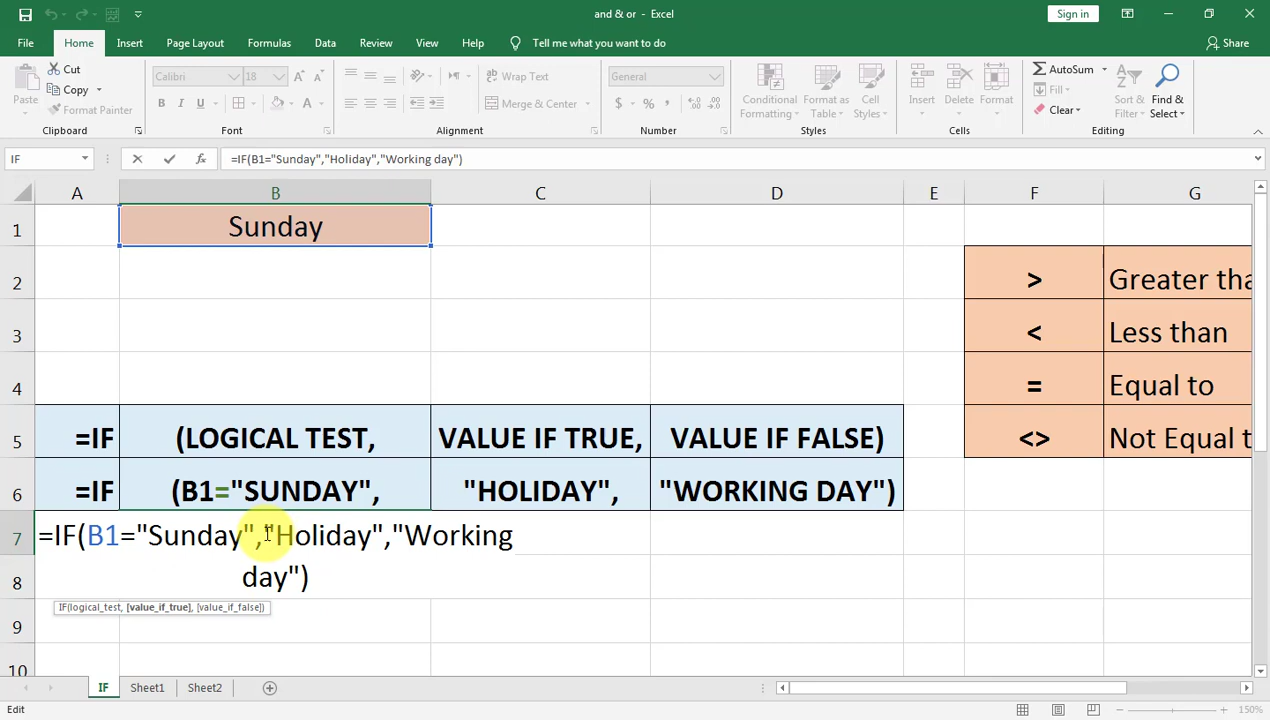 and & or - Excel
Sign in
File Home Insert Page Layout Formulas Data Review View Help Tell me what you want to do Share
Paste Cut Copy Format Painter Clipboard
Calibri 18 B I U A Font
Wrap Text Merge & Center Alignment
General $ % Number
Conditional Formatting Format as Table Cell Styles Styles
Insert Delete Format Cells
AutoSum Fill Clear Sort & Filter Find & Select Editing
IF fx =IF(B1="Sunday","Holiday","Working day")
A B C D E F G
1 Sunday
2 > Greater tha
3 < Less than
4 = Equal to
5 =IF (LOGICAL TEST, VALUE IF TRUE, VALUE IF FALSE) <> Not Equal t
6 =IF (B1="SUNDAY", "HOLIDAY", "WORKING DAY")
7 =IF(B1="Sunday","Holiday","Working
8 day")
IF(logical_test, [value_if_true], [value_if_false])
9
10
IF Sheet1 Sheet2
Edit 150%